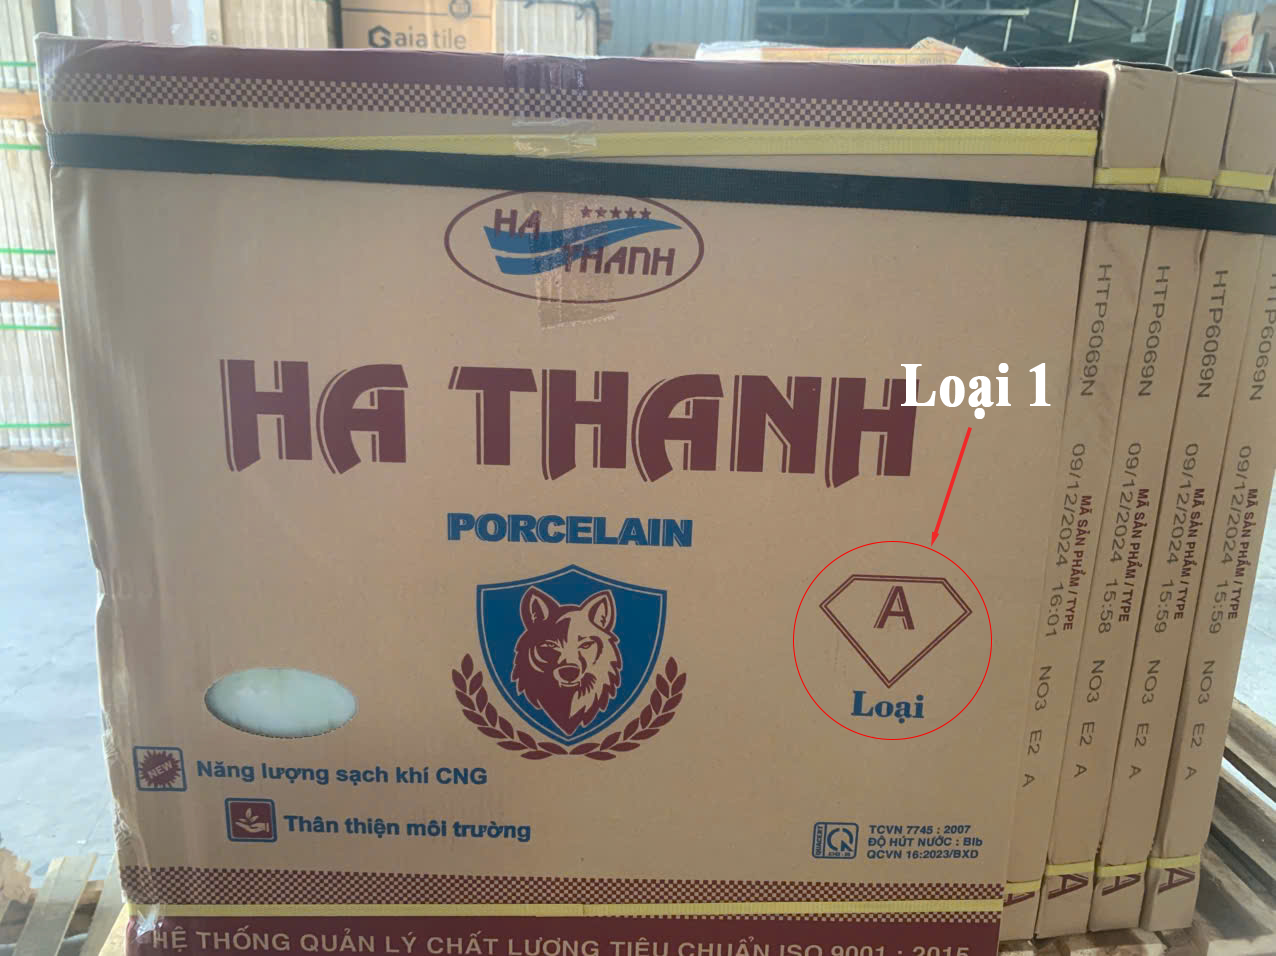 Gaia tile
HA
THANH
HA THANH
Loại 1
PORCELAIN
A
Loại
NEW
Năng lượng sạch khí CNG
Thân thiện môi trường
QUACERT
TCVN 7745 : 2007
ĐỘ HÚT NƯỚC : BIb
QCVN 16:2023/BXD
HỆ THỐNG QUẢN LÝ CHẤT LƯỢNG TIÊU CHUẨN ISO 9001 : 2015
HTP6069N 09/12/2024 16:01 NO3 E2 A
MÃ SẢN PHẨM / TYPE
A
HTP6069N 09/12/2024 15:58 NO3 E2 A
MÃ SẢN PHẨM / TYPE
A
HTP6069N 09/12/2024 15:59 NO3 E2 A
MÃ SẢN PHẨM / TYPE
A
HTP6069N 09/12/2024 15:59 NO3 E2 A
MÃ SẢN PHẨM / TYPE
A